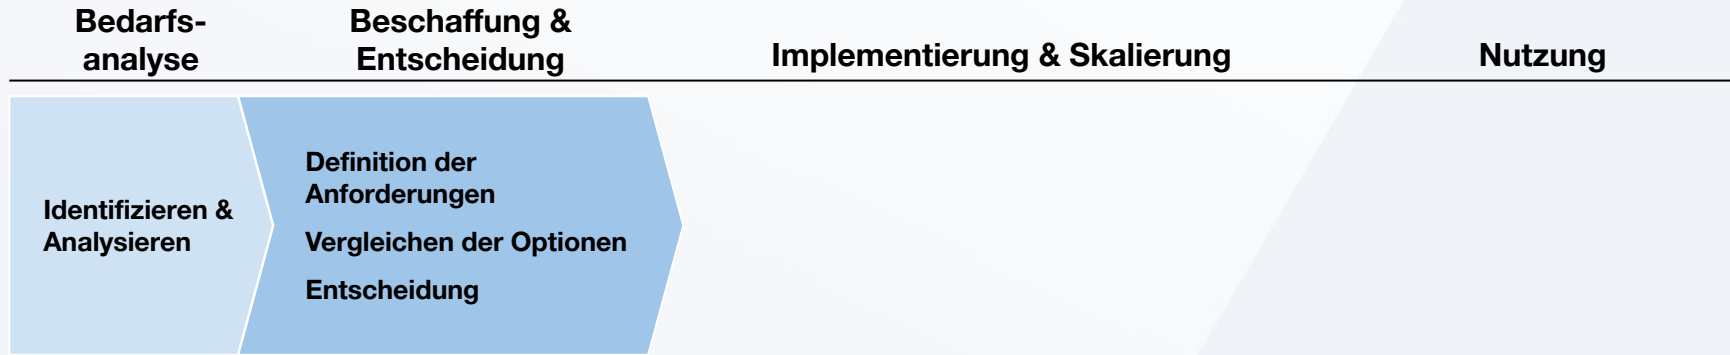 Bedarfs-
analyse
Beschaffung &
Entscheidung
Implementierung & Skalierung
Nutzung
Identifizieren &
Analysieren
Definition der
Anforderungen
Vergleichen der Optionen
Entscheidung